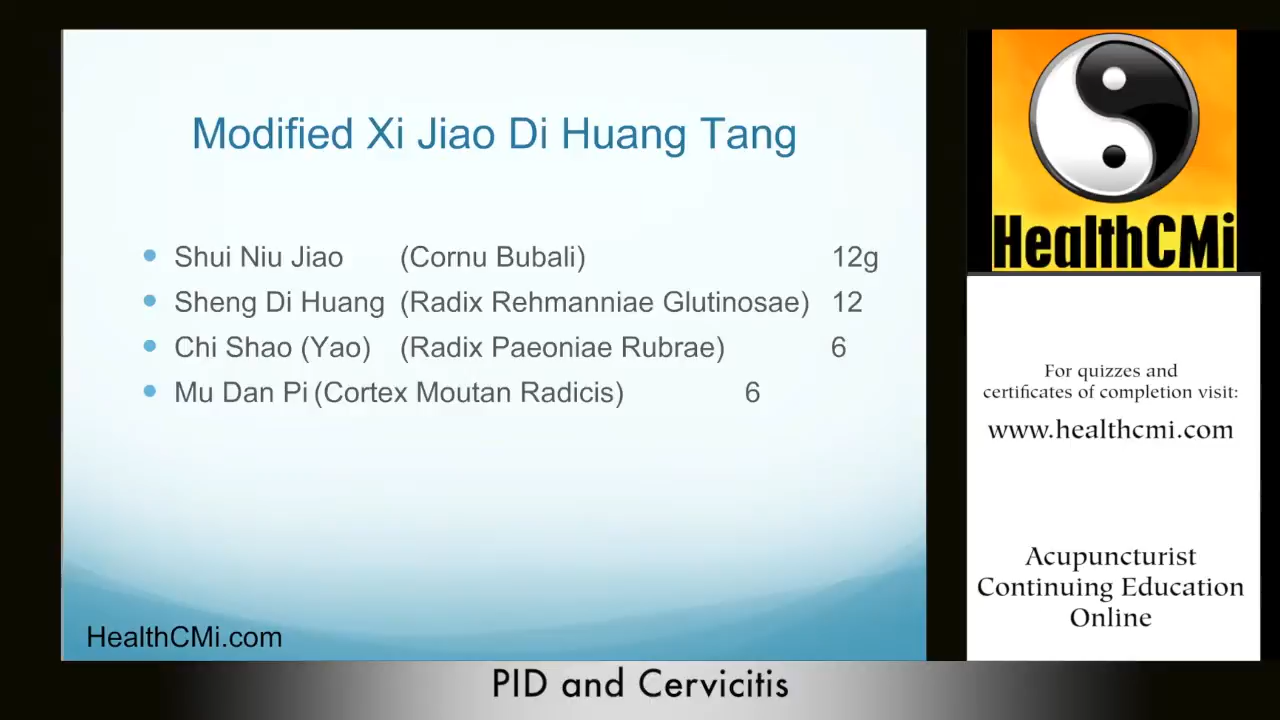 Modified Xi Jiao Di Huang Tang
Shui Niu Jiao (Cornu Bubali) 12g
Sheng Di Huang (Radix Rehmanniae Glutinosae) 12
Chi Shao (Yao) (Radix Paeoniae Rubrae) 6
Mu Dan Pi (Cortex Moutan Radicis) 6
HealthCMi.com
HealthCMi
For quizzes and
certificates of completion visit:
www.healthcmi.com
Acupuncturist
Continuing Education
Online
PID and Cervicitis